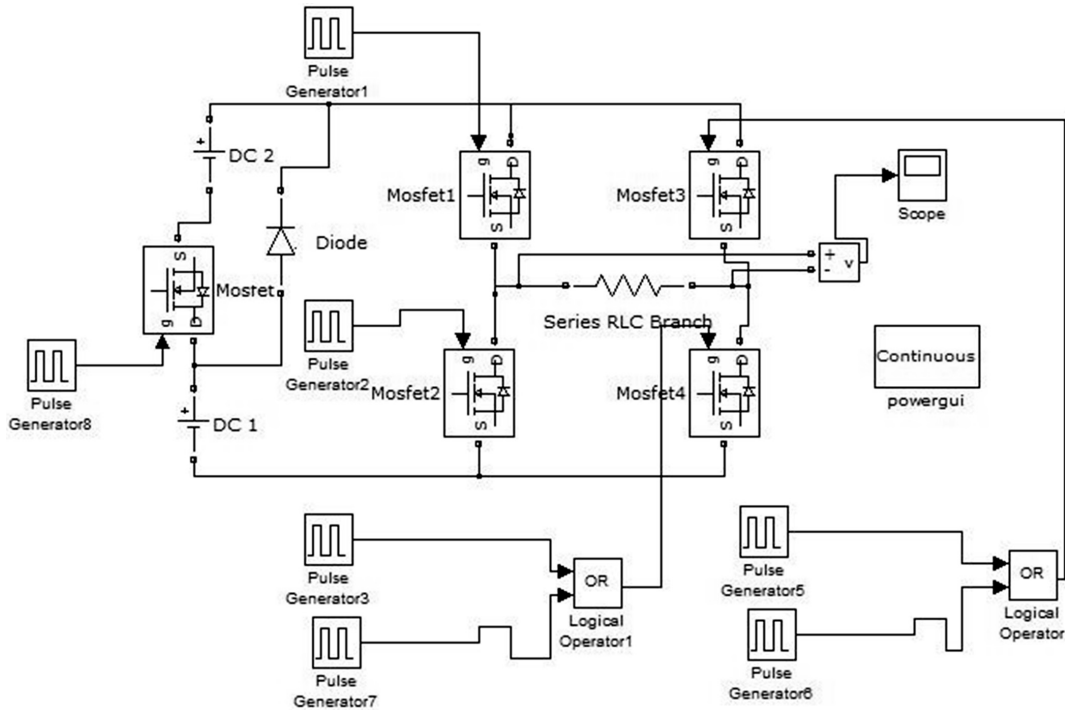 Pulse
Generator1
+
DC 2
g
D
S
Mosfet1
g
D
S
Mosfet3
Scope
S
g
D
Mosfet
Diode
+
-
v
Series RLC Branch
Pulse
Generator2
g
D
S
Mosfet2
g
D
S
Mosfet4
Continuous
powergui
Pulse
Generator8
+
DC 1
Pulse
Generator3
OR
Logical
Operator1
Pulse
Generator7
Pulse
Generator5
OR
Logical
Operator
Pulse
Generator6